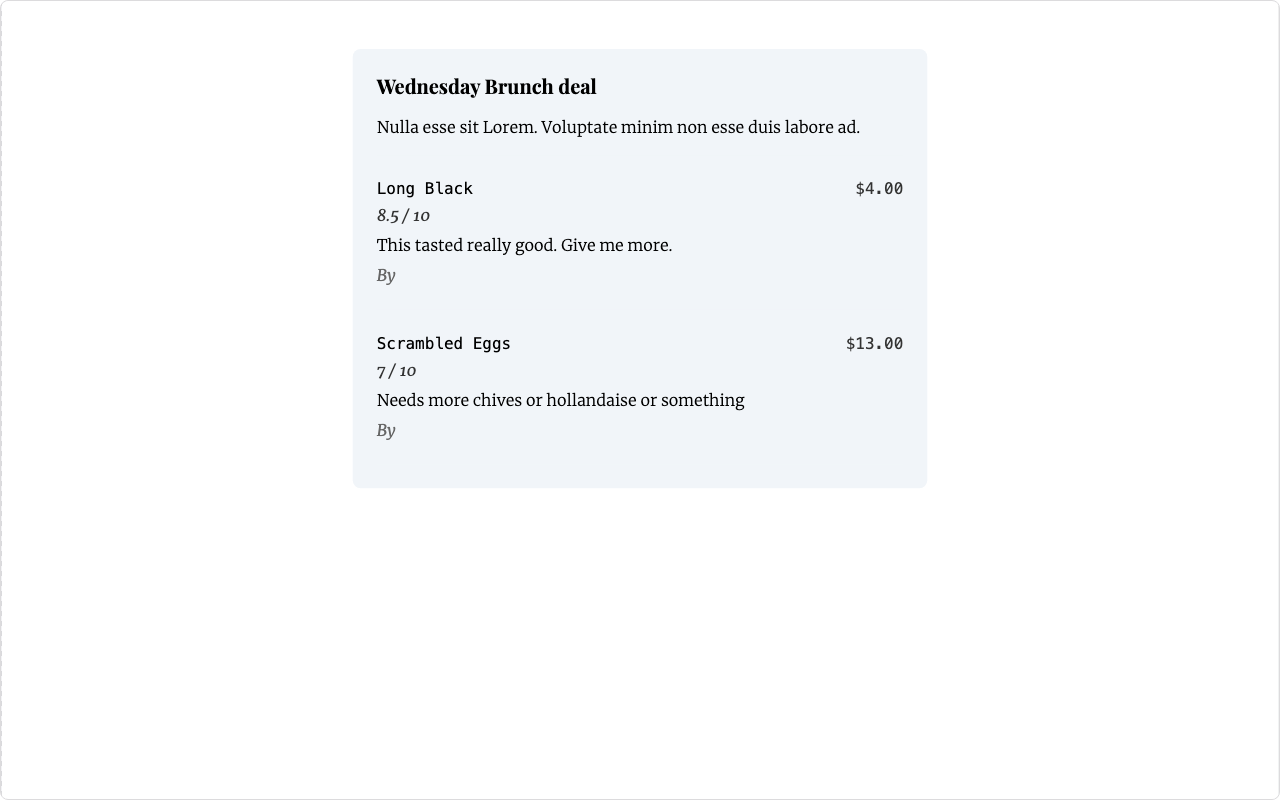 Wednesday Brunch deal
Nulla esse sit Lorem. Voluptate minim non esse duis labore ad.
Long Black $4.00
8.5 / 10
This tasted really good. Give me more.
By
Scrambled Eggs $13.00
7 / 10
Needs more chives or hollandaise or something
By